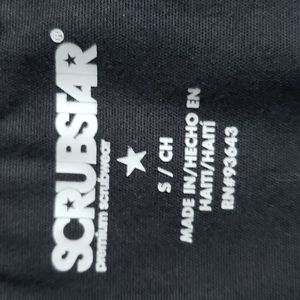 SCRUBSTAR®
premium scrubwear
S / CH
MADE IN/HECHO EN
HAITI/HAITÍ
RN#93643